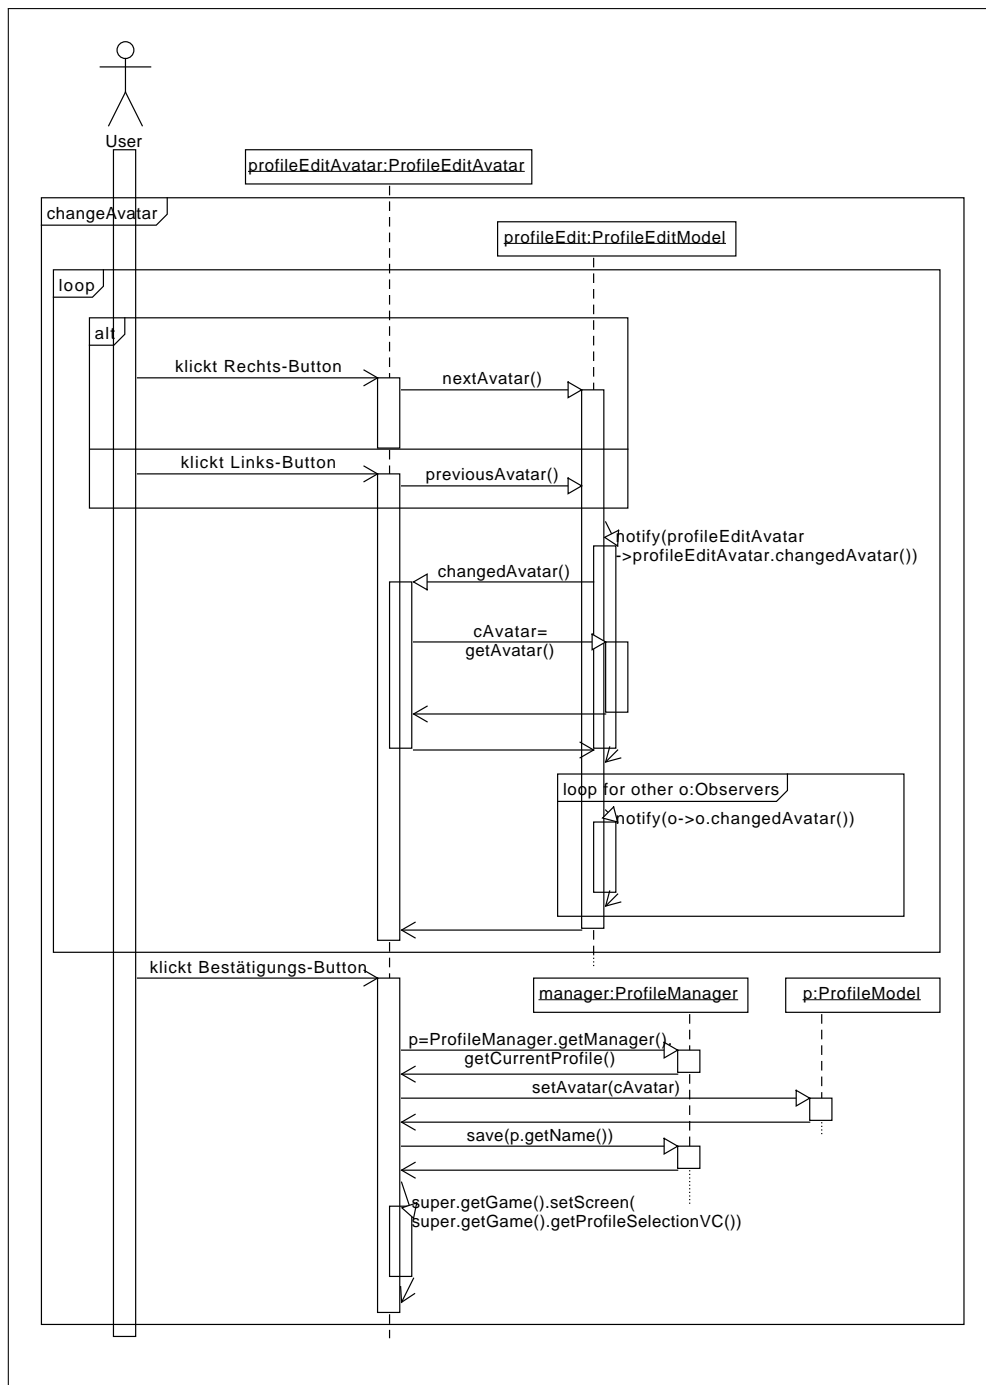 User
profileEditAvatar:ProfileEditAvatar
changeAvatar
profileEdit:ProfileEditModel
loop
alt
klickt Rechts-Button
nextAvatar()
klickt Links-Button
previousAvatar()
notify(profileEditAvatar
->profileEditAvatar.changedAvatar())
changedAvatar()
cAvatar=
getAvatar()
loop for other o:Observers
notify(o->o.changedAvatar())
klickt Bestätigungs-Button
manager:ProfileManager
p:ProfileModel
p=ProfileManager.getManager().
getCurrentProfile()
setAvatar(cAvatar)
save(p.getName())
super.getGame().setScreen(
super.getGame().getProfileSelectionVC())